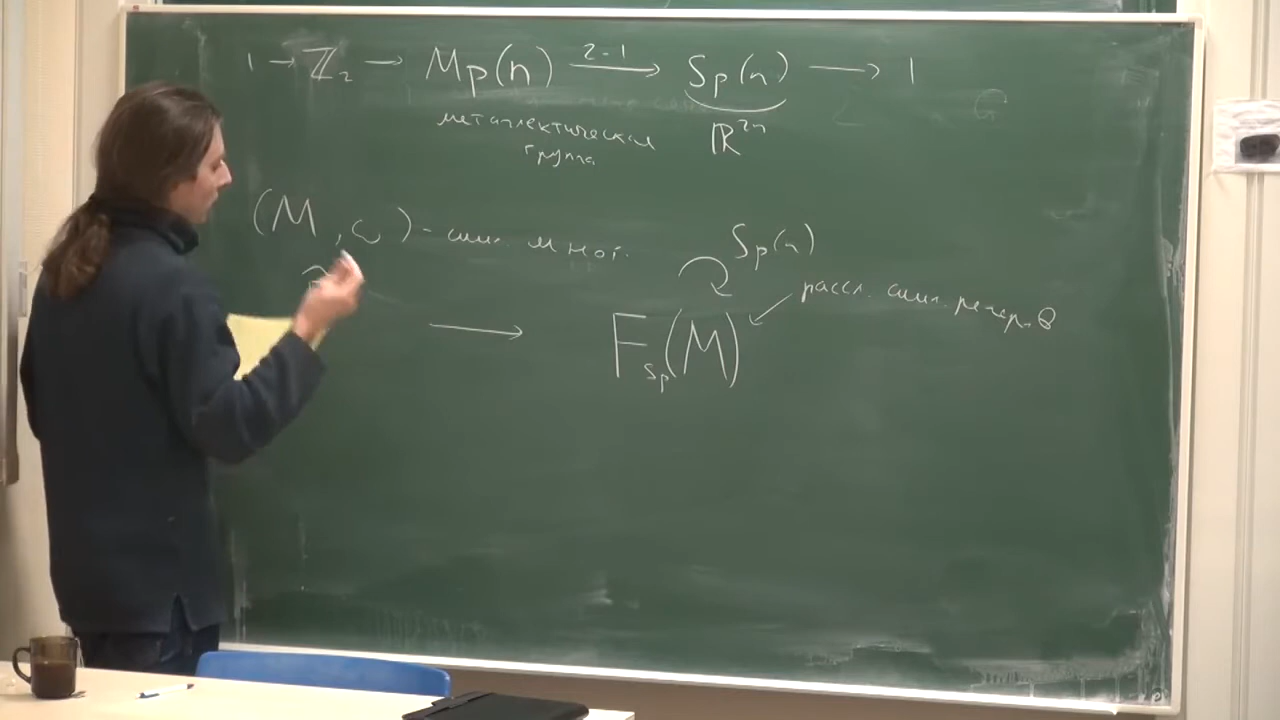 1 → ℤ₂ → Mp(n) 2-1 → Sp(n) → 1
метаплектическая ℝ²ⁿ
группа
(M, ω) - симп. мног.
Sp(n)
рассл. симп. реперов
→ F_Sp(M)